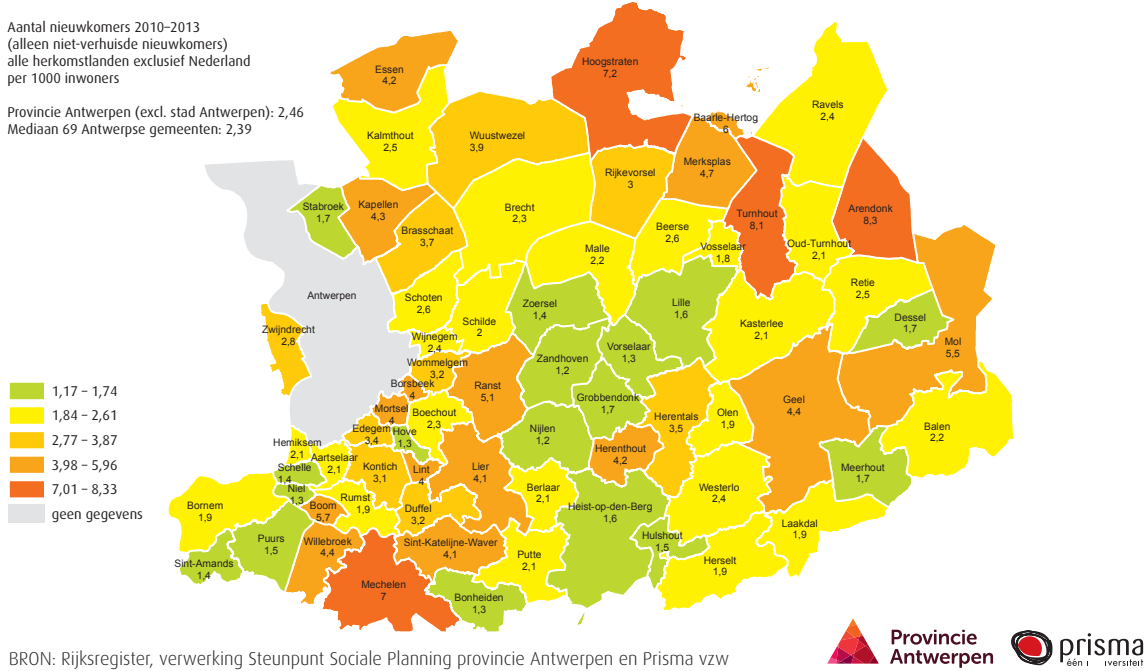 Aantal nieuwkomers 2010–2013
(alleen niet-verhuisde nieuwkomers)
alle herkomstlanden exclusief Nederland
per 1000 inwoners
Provincie Antwerpen (excl. stad Antwerpen): 2,46
Mediaan 69 Antwerpse gemeenten: 2,39
Essen
4,2
Hoogstraten
7,2
Ravels
2,4
Baarle-Hertog
6
Kalmthout
2,5
Wuustwezel
3,9
Merksplas
4,7
Rijkevorsel
3
Stabroek
1,7
Kapellen
4,3
Brecht
2,3
Turnhout
8,1
Arendonk
8,3
Brasschaat
3,7
Beerse
2,6
Vosselaar
1,8
Oud-Turnhout
2,1
Malle
2,2
Antwerpen
Schoten
2,6
Zoersel
1,4
Lille
1,6
Retie
2,5
Schilde
2
Kasterlee
2,1
Dessel
1,7
Zwijndrecht
2,8
Wijnegem
2,4
Mol
5,5
Vorselaar
1,3
Zandhoven
1,2
Wommelgem
3,2
Borsbeek
4
Ranst
5,1
Grobbendonk
1,7
Geel
4,4
Mortsel
4
Boechout
2,3
Herentals
3,5
Olen
1,9
Edegem
3,4
Hove
1,3
Nijlen
1,2
Balen
2,2
Hemiksem
2,1
Aartselaar
2,1
Herenthout
4,2
Schelle
1,4
Kontich
3,1
Lint
4
Lier
4,1
Meerhout
1,7
Niel
1,3
Berlaar
2,1
Westerlo
2,4
Bornem
1,9
Boom
5,7
Rumst
1,9
Duffel
3,2
Heist-op-den-Berg
1,6
Laakdal
1,9
Puurs
1,5
Willebroek
4,4
Sint-Katelijne-Waver
4,1
Hulshout
1,5
Putte
2,1
Herselt
1,9
Sint-Amands
1,4
Mechelen
7
Bonheiden
1,3
1,17 – 1,74
1,84 – 2,61
2,77 – 3,87
3,98 – 5,96
7,01 – 8,33
geen gegevens
BRON: Rijksregister, verwerking Steunpunt Sociale Planning provincie Antwerpen en Prisma vzw
Provincie
Antwerpen
prisma